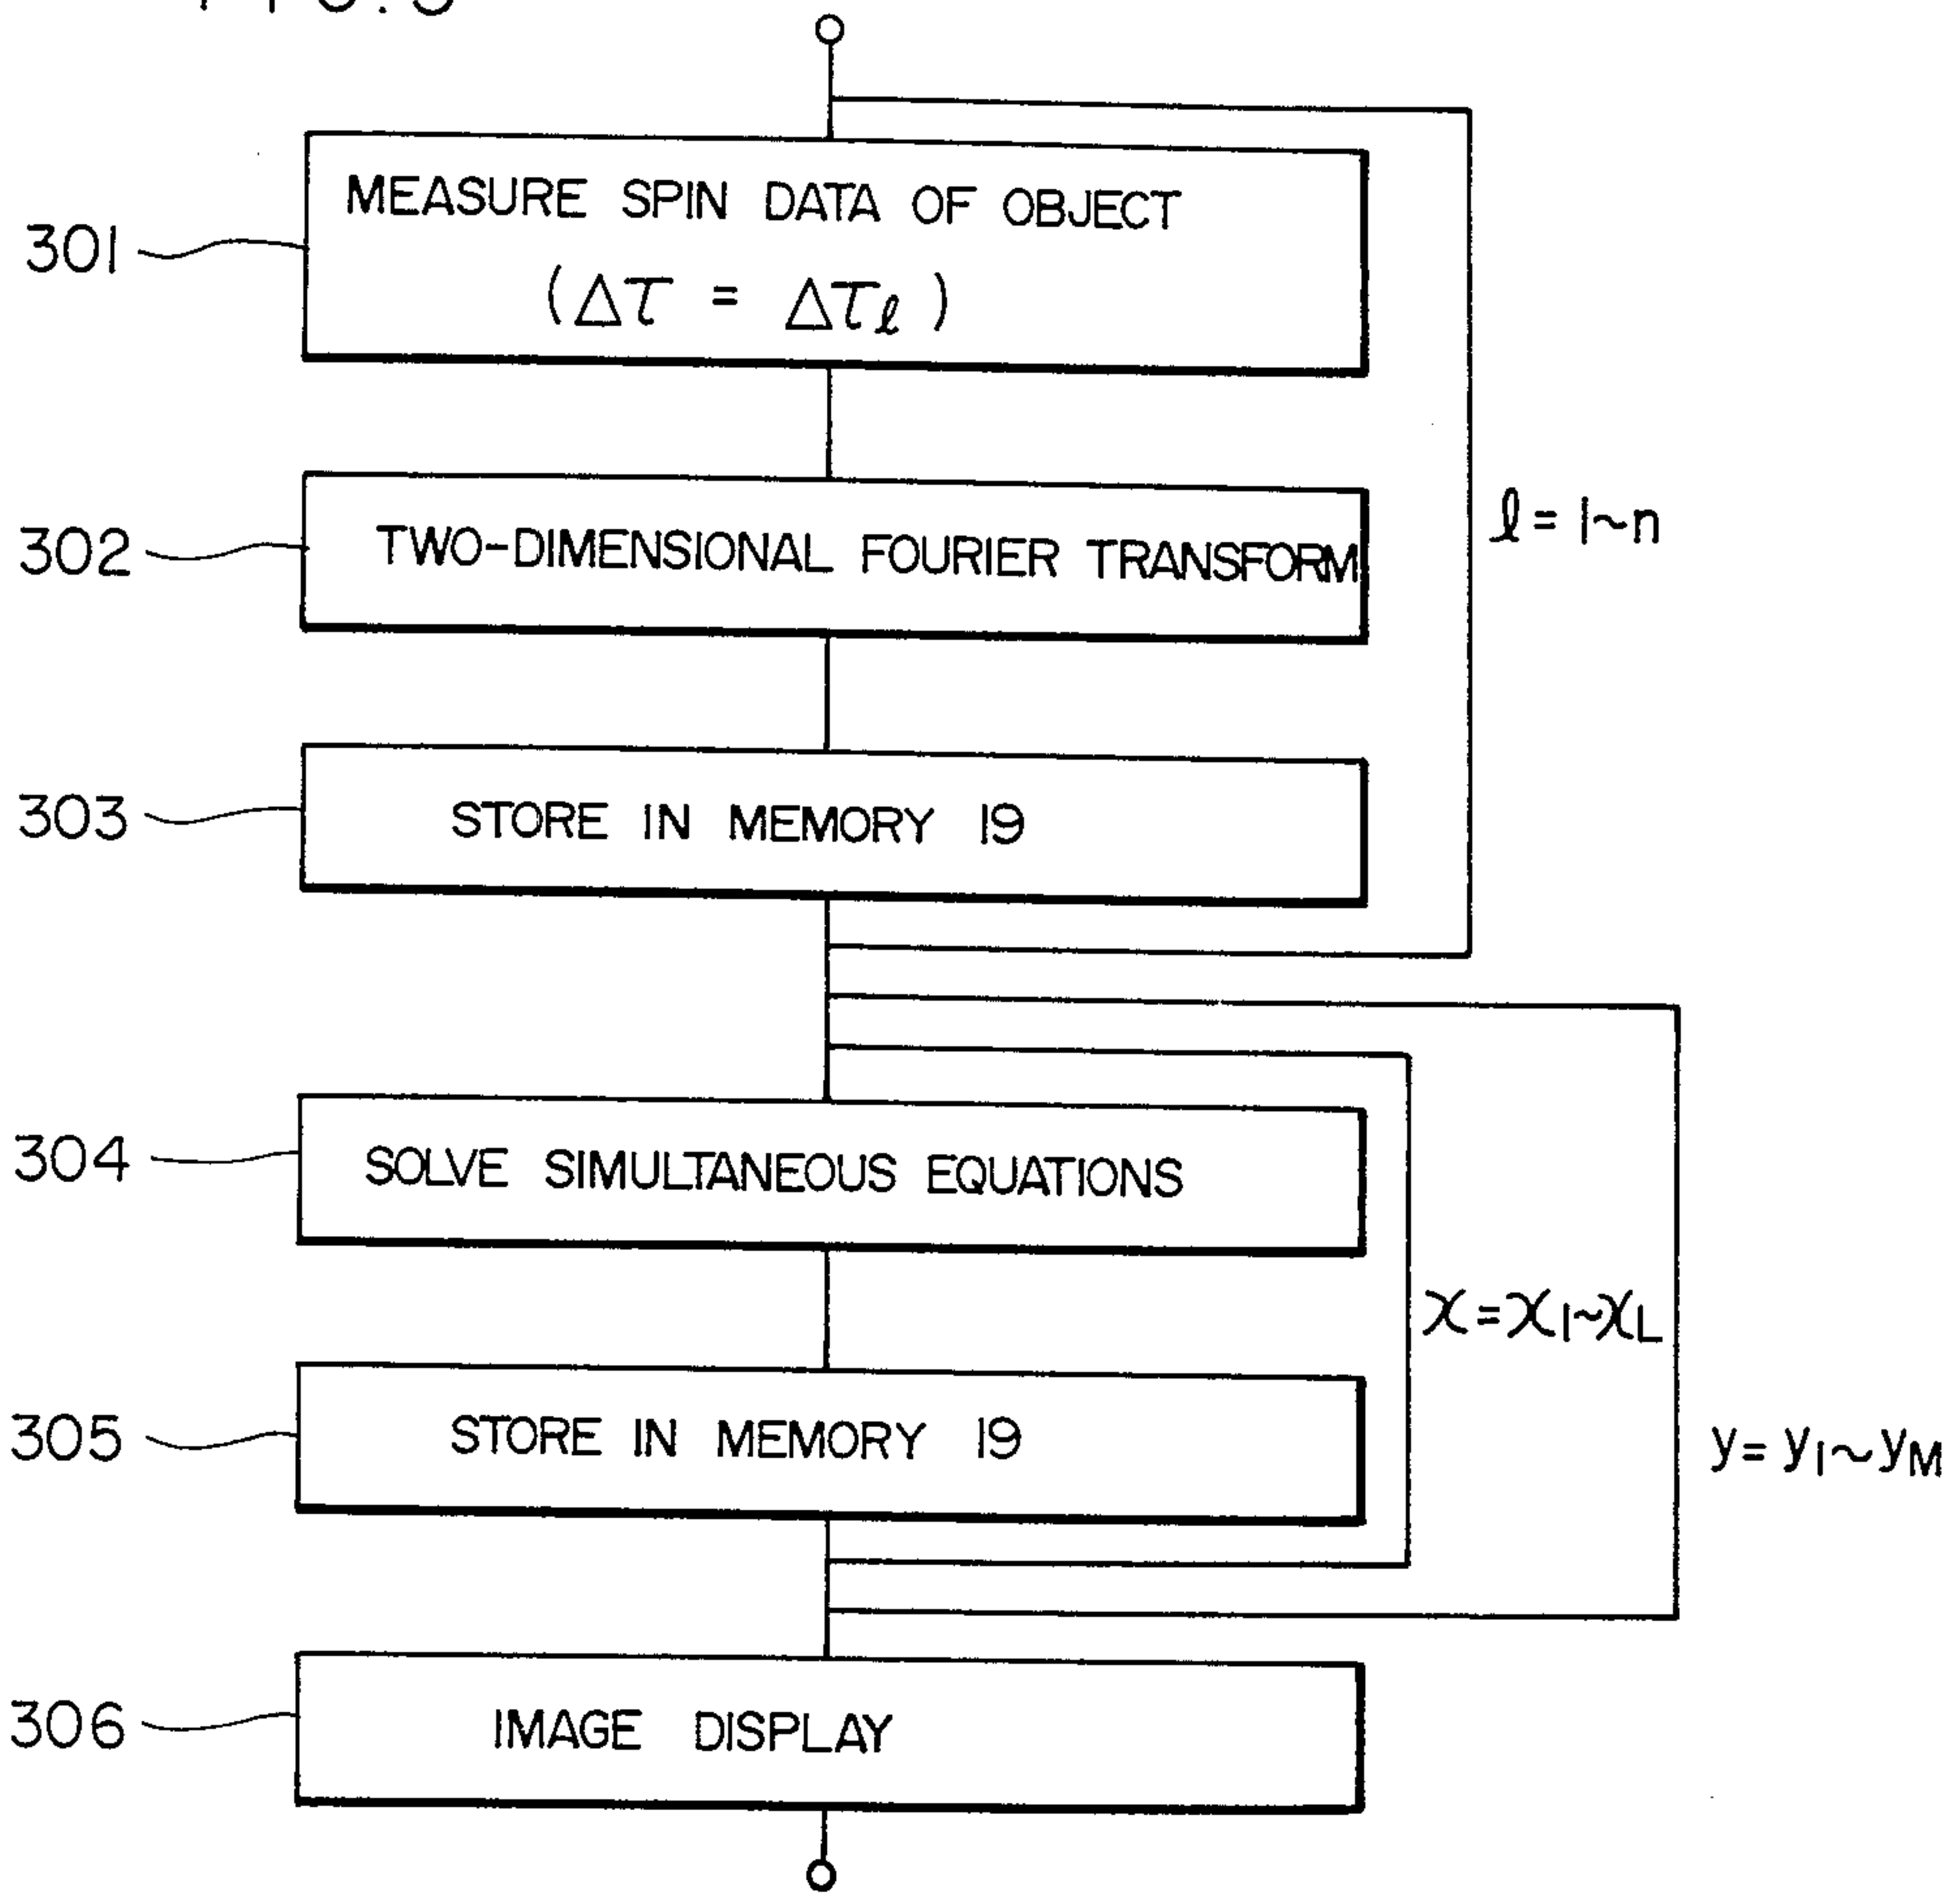 301
MEASURE SPIN DATA OF OBJECT
(Δτ = Δτℓ)
302
TWO-DIMENSIONAL FOURIER TRANSFORM
ℓ = 1~n
303
STORE IN MEMORY 19
304
SOLVE SIMULTANEOUS EQUATIONS
x = x1~xL
305
STORE IN MEMORY 19
y = y1~yM
306
IMAGE DISPLAY